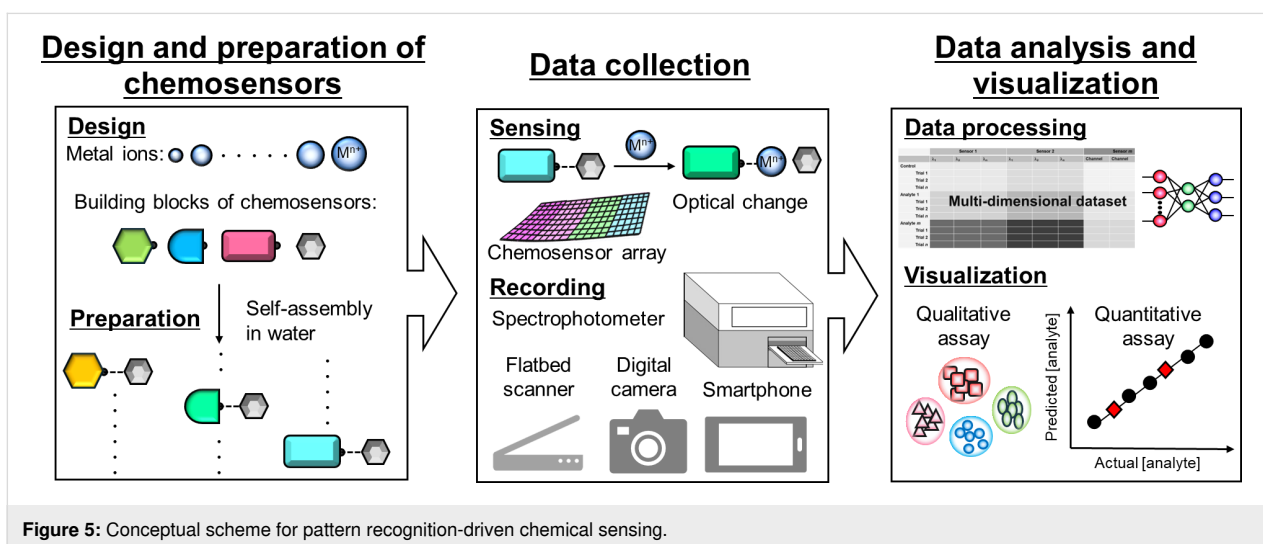 Design and preparation of
chemosensors
Design
Metal ions:
Mn+
Building blocks of chemosensors:
Preparation
Self-assembly
in water
Data collection
Sensing
Mn+
Mn+
Optical change
Chemosensor array
Recording
Spectrophotometer
Flatbed
scanner
Digital
camera
Smartphone
Data analysis and
visualization
Data processing
Sensor 1 Sensor 2 Sensor m
Channel Channel
Control
Trial 1
Trial 2
Trial n
Analyte 1
Trial 1
Trial 2
Trial n
Analyte m
Trial 1
Trial 2
Trial n
Multi-dimensional dataset
Visualization
Qualitative
assay
Quantitative
assay
Predicted [analyte]
Actual [analyte]
Figure 5: Conceptual scheme for pattern recognition-driven chemical sensing.